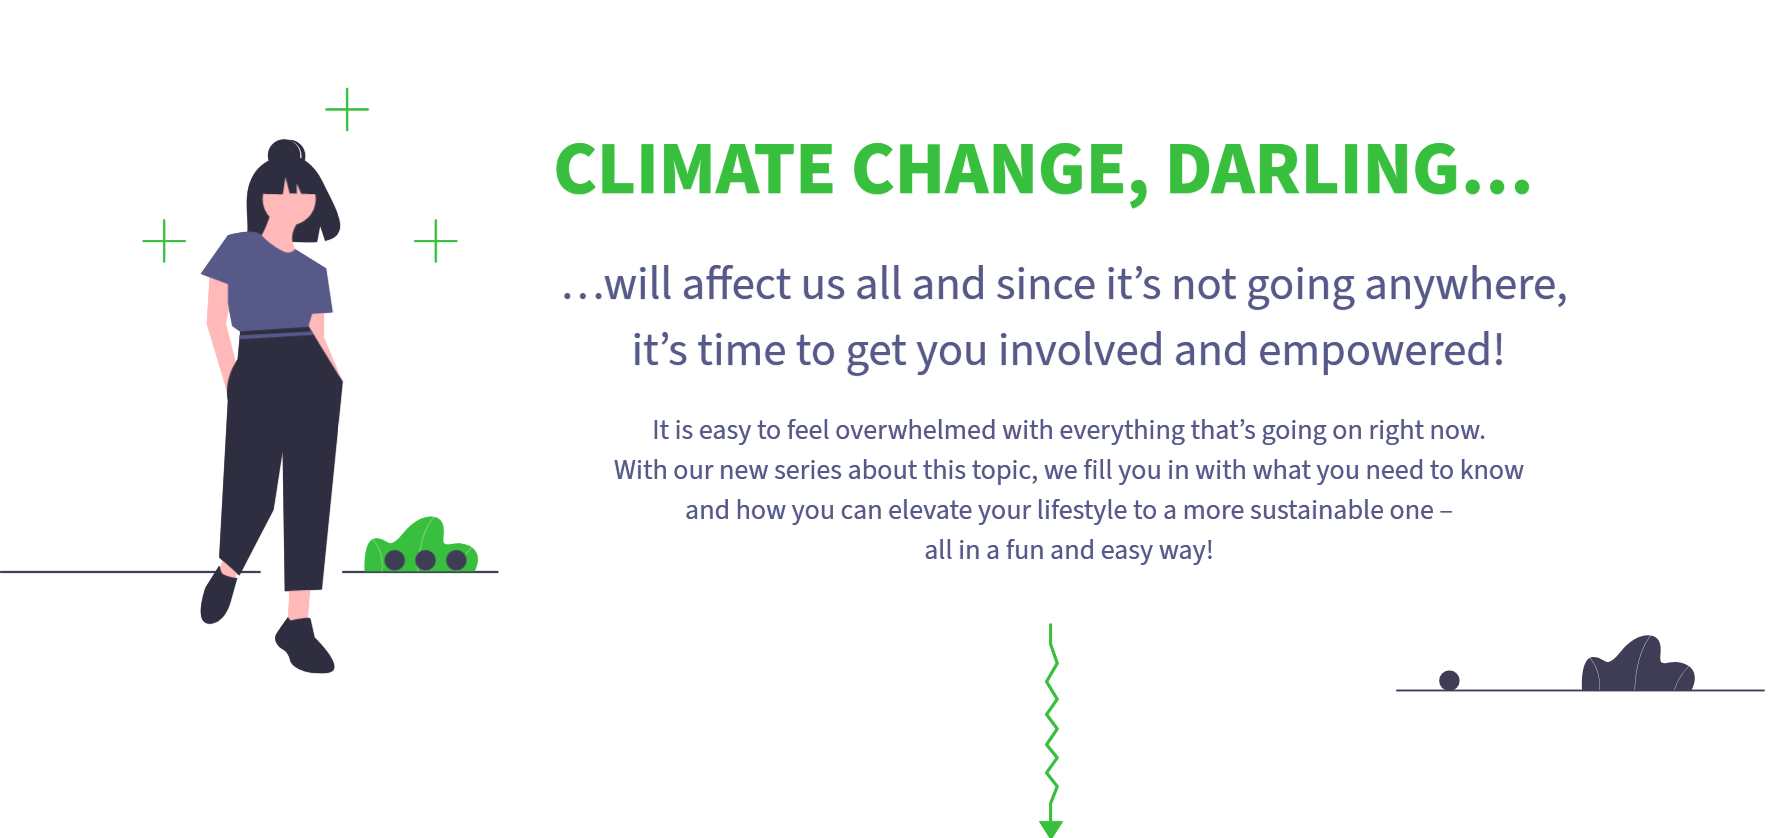 CLIMATE CHANGE, DARLING...
...will affect us all and since it’s not going anywhere,
it’s time to get you involved and empowered!
It is easy to feel overwhelmed with everything that’s going on right now.
With our new series about this topic, we fill you in with what you need to know
and how you can elevate your lifestyle to a more sustainable one –
all in a fun and easy way!